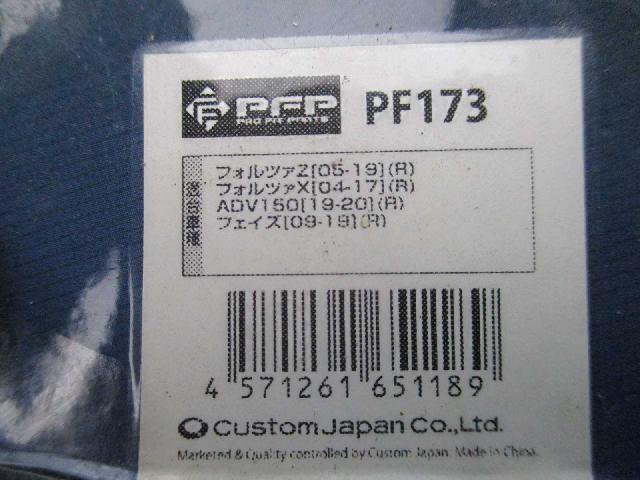 PFP
PRO FIT PARTS
PF173
適合車種
フォルツァZ[05-19](R)
フォルツァX[04-17](R)
ADV150[19-20](R)
フェイズ[09-19](R)
4 571261 651189
Custom Japan Co.,Ltd.
Marketed & Quality controlled by Custom Japan. Made in China.